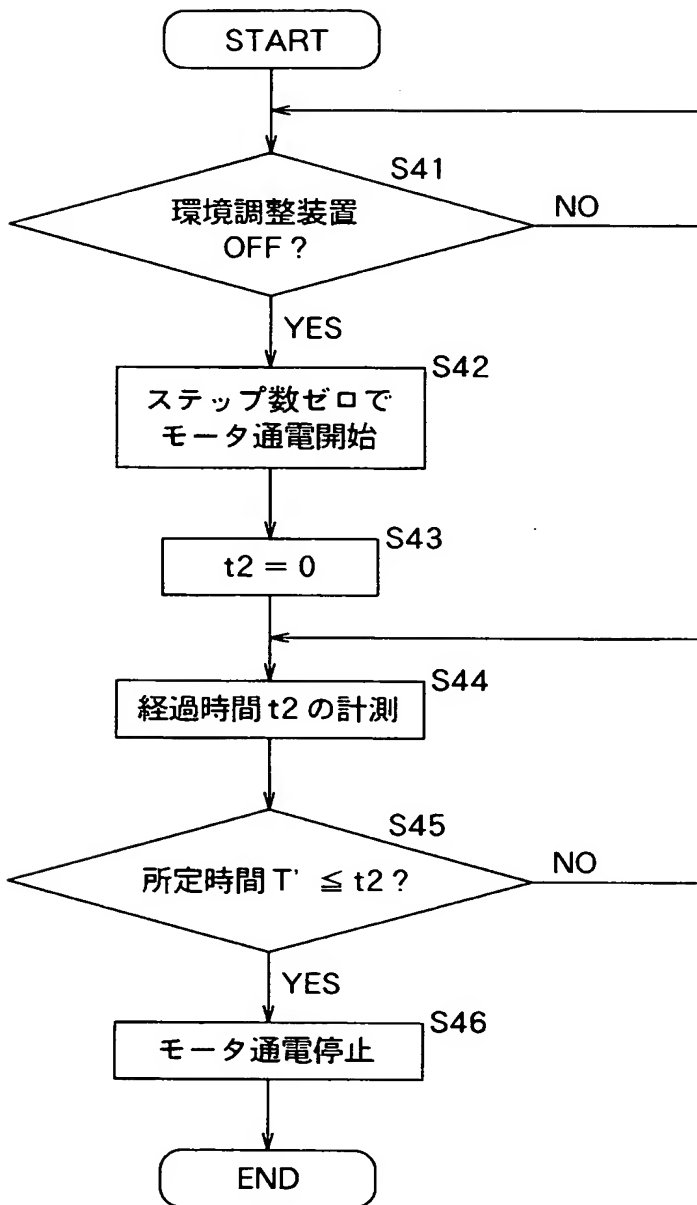 START
S41
環境調整装置
OFF?
NO
YES
S42
ステップ数ゼロで
モータ通電開始
S43
t2 = 0
S44
経過時間 t2 の計測
S45
所定時間 T' ≦ t2?
NO
YES
S46
モータ通電停止
END